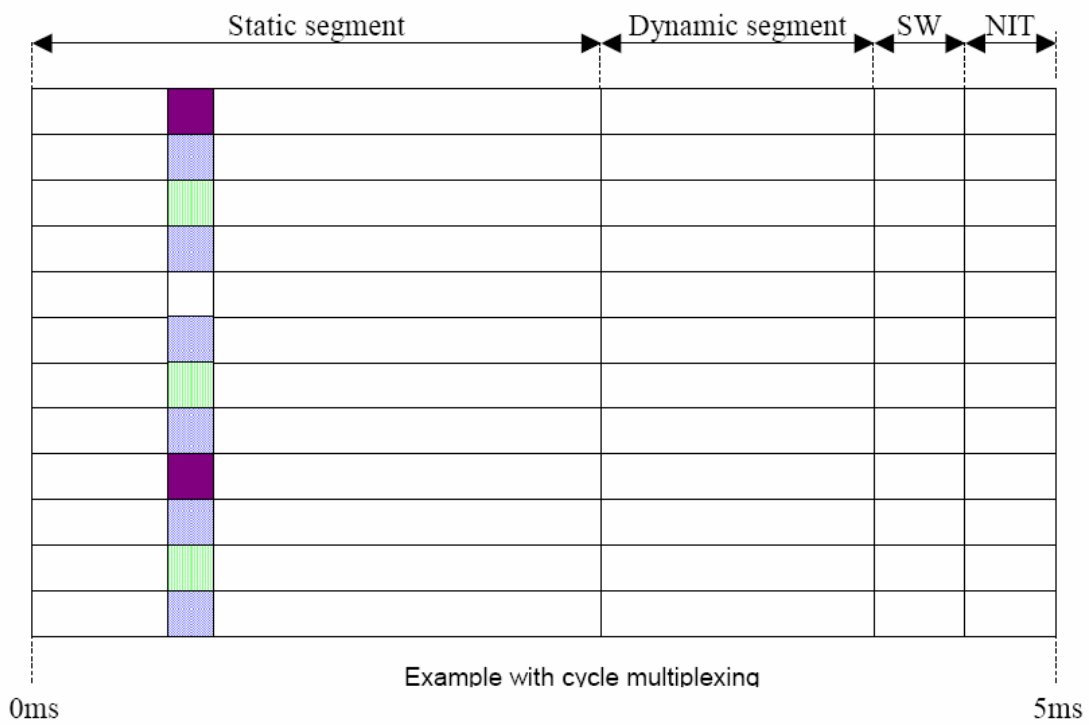 Static segment
Dynamic segment
SW
NIT
Example with cycle multiplexing
0ms
5ms